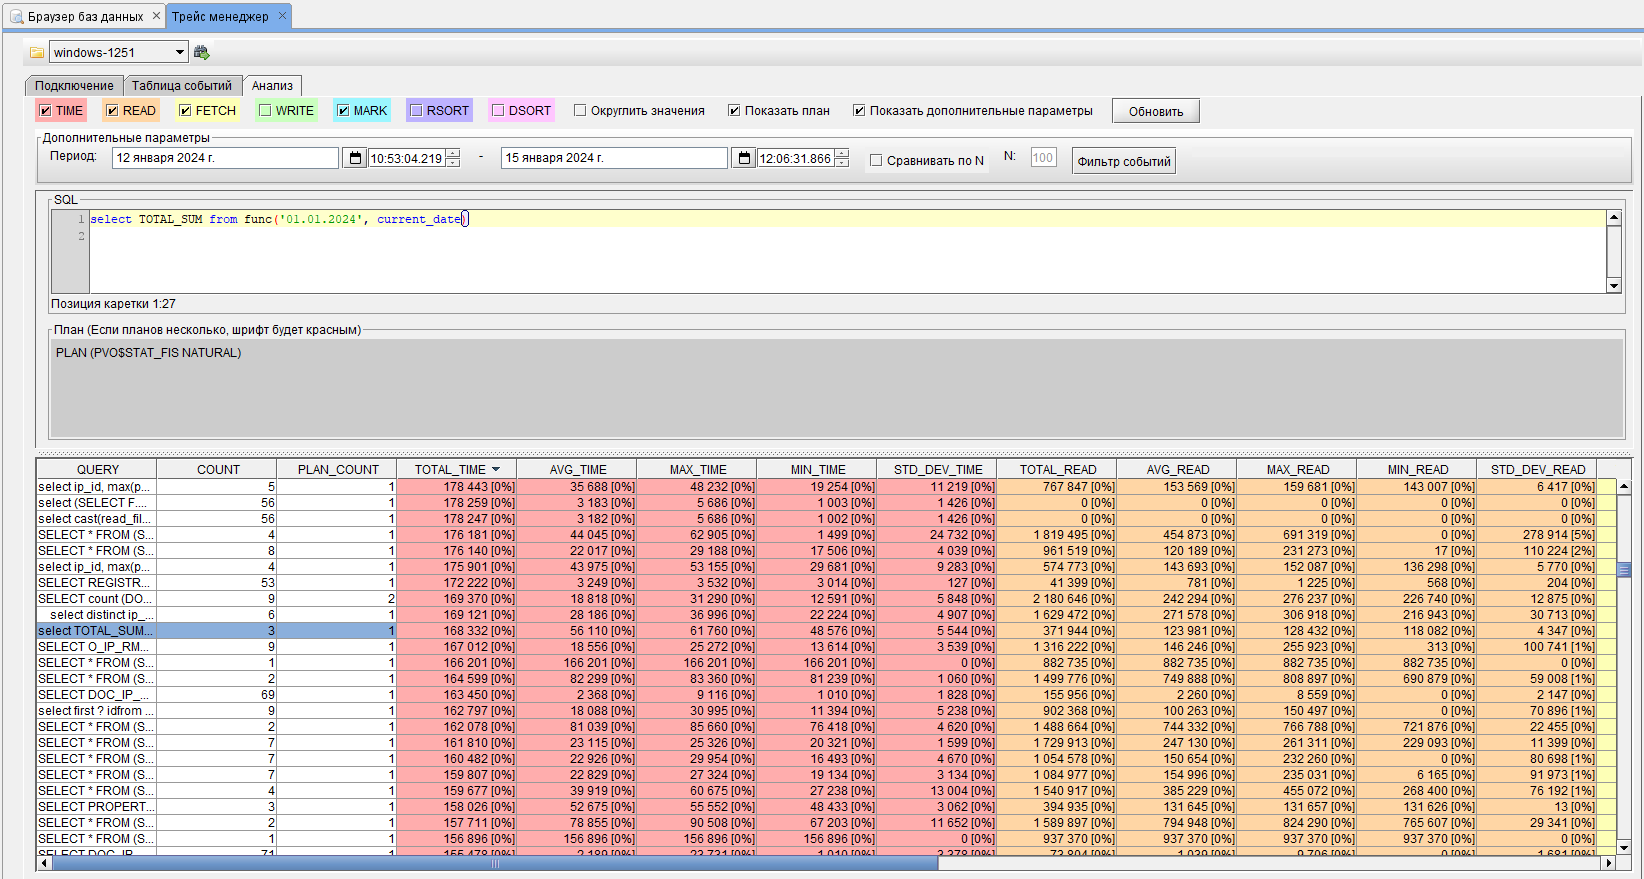 Браузер баз данных Трейс менеджер
windows-1251
Подключение Таблица событий Анализ
TIME READ FETCH WRITE MARK RSORT DSORT Округлить значения Показать план Показать дополнительные параметры Обновить
Дополнительные параметры
Период: 12 января 2024 г. 10:53:04.219 - 15 января 2024 г. 12:06:31.866 Сравнивать по N N: 100 Фильтр событий
SQL
1 select TOTAL_SUM from func('01.01.2024', current_date)
2
Позиция каретки 1:27
План (Если планов несколько, шрифт будет красным)
PLAN (PVO$STAT_FIS NATURAL)
QUERY COUNT PLAN_COUNT TOTAL_TIME AVG_TIME MAX_TIME MIN_TIME STD_DEV_TIME TOTAL_READ AVG_READ MAX_READ MIN_READ STD_DEV_READ
select ip_id, max(p... 5 1 178 443 [0%] 35 688 [0%] 48 232 [0%] 19 254 [0%] 11 219 [0%] 767 847 [0%] 153 569 [0%] 159 681 [0%] 143 007 [0%] 6 417 [0%]
select (SELECT F.... 56 1 178 259 [0%] 3 183 [0%] 5 686 [0%] 1 003 [0%] 1 426 [0%] 0 [0%] 0 [0%] 0 [0%] 0 [0%] 0 [0%]
select cast(read_fil... 56 1 178 247 [0%] 3 182 [0%] 5 686 [0%] 1 002 [0%] 1 426 [0%] 0 [0%] 0 [0%] 0 [0%] 0 [0%] 0 [0%]
SELECT * FROM (S... 4 1 176 181 [0%] 44 045 [0%] 62 905 [0%] 1 499 [0%] 24 732 [0%] 1 819 495 [0%] 454 873 [0%] 691 319 [0%] 0 [0%] 278 914 [5%]
SELECT * FROM (S... 8 1 176 140 [0%] 22 017 [0%] 29 188 [0%] 17 506 [0%] 4 039 [0%] 961 519 [0%] 120 189 [0%] 231 273 [0%] 17 [0%] 110 224 [2%]
select ip_id, max(p... 4 1 175 901 [0%] 43 975 [0%] 53 155 [0%] 29 681 [0%] 9 283 [0%] 574 773 [0%] 143 693 [0%] 152 087 [0%] 136 298 [0%] 5 770 [0%]
SELECT REGISTR... 53 1 172 222 [0%] 3 249 [0%] 3 532 [0%] 3 014 [0%] 127 [0%] 41 399 [0%] 781 [0%] 1 225 [0%] 568 [0%] 204 [0%]
SELECT count (DO... 9 2 169 370 [0%] 18 818 [0%] 31 290 [0%] 12 591 [0%] 5 848 [0%] 2 180 646 [0%] 242 294 [0%] 276 237 [0%] 226 740 [0%] 12 875 [0%]
select distinct ip_... 6 1 169 121 [0%] 28 186 [0%] 36 996 [0%] 22 224 [0%] 4 907 [0%] 1 629 472 [0%] 271 578 [0%] 306 918 [0%] 216 943 [0%] 30 713 [0%]
select TOTAL_SUM... 3 1 168 332 [0%] 56 110 [0%] 61 760 [0%] 48 576 [0%] 5 544 [0%] 371 944 [0%] 123 981 [0%] 128 432 [0%] 118 082 [0%] 4 347 [0%]
SELECT O_IP_RM... 9 1 167 012 [0%] 18 556 [0%] 25 272 [0%] 13 614 [0%] 3 539 [0%] 1 316 222 [0%] 146 246 [0%] 255 923 [0%] 313 [0%] 100 741 [1%]
SELECT * FROM (S... 1 1 166 201 [0%] 166 201 [0%] 166 201 [0%] 166 201 [0%] 0 [0%] 882 735 [0%] 882 735 [0%] 882 735 [0%] 882 735 [0%] 0 [0%]
SELECT * FROM (S... 2 1 164 599 [0%] 82 299 [0%] 83 360 [0%] 81 239 [0%] 1 060 [0%] 1 499 776 [0%] 749 888 [0%] 808 897 [0%] 690 879 [0%] 59 008 [1%]
SELECT DOC_IP_... 69 1 163 450 [0%] 2 368 [0%] 9 116 [0%] 1 010 [0%] 1 828 [0%] 155 956 [0%] 2 260 [0%] 8 559 [0%] 0 [0%] 2 147 [0%]
select first ? idfrom ... 9 1 162 797 [0%] 18 088 [0%] 30 995 [0%] 11 394 [0%] 5 238 [0%] 902 368 [0%] 100 263 [0%] 150 497 [0%] 0 [0%] 70 896 [1%]
SELECT * FROM (S... 2 1 162 078 [0%] 81 039 [0%] 85 660 [0%] 76 418 [0%] 4 620 [0%] 1 488 664 [0%] 744 332 [0%] 766 788 [0%] 721 876 [0%] 22 455 [0%]
SELECT * FROM (S... 7 1 161 810 [0%] 23 115 [0%] 25 326 [0%] 20 321 [0%] 1 599 [0%] 1 729 913 [0%] 247 130 [0%] 261 311 [0%] 229 093 [0%] 11 399 [0%]
SELECT * FROM (S... 7 1 160 482 [0%] 22 926 [0%] 29 954 [0%] 16 493 [0%] 4 670 [0%] 1 054 578 [0%] 150 654 [0%] 232 260 [0%] 0 [0%] 80 698 [1%]
SELECT * FROM (S... 7 1 159 807 [0%] 22 829 [0%] 27 324 [0%] 19 134 [0%] 3 134 [0%] 1 084 977 [0%] 154 996 [0%] 235 031 [0%] 6 165 [0%] 91 973 [1%]
SELECT * FROM (S... 4 1 159 677 [0%] 39 919 [0%] 60 675 [0%] 27 238 [0%] 13 004 [0%] 1 540 917 [0%] 385 229 [0%] 455 072 [0%] 268 400 [0%] 76 192 [1%]
SELECT PROPERT... 3 1 158 026 [0%] 52 675 [0%] 55 552 [0%] 48 433 [0%] 3 062 [0%] 394 935 [0%] 131 645 [0%] 131 657 [0%] 131 626 [0%] 13 [0%]
SELECT * FROM (S... 2 1 157 711 [0%] 78 855 [0%] 90 508 [0%] 67 203 [0%] 11 652 [0%] 1 589 897 [0%] 794 948 [0%] 824 290 [0%] 765 607 [0%] 29 341 [0%]
SELECT * FROM (S... 1 1 156 896 [0%] 156 896 [0%] 156 896 [0%] 156 896 [0%] 0 [0%] 937 370 [0%] 937 370 [0%] 937 370 [0%] 937 370 [0%] 0 [0%]